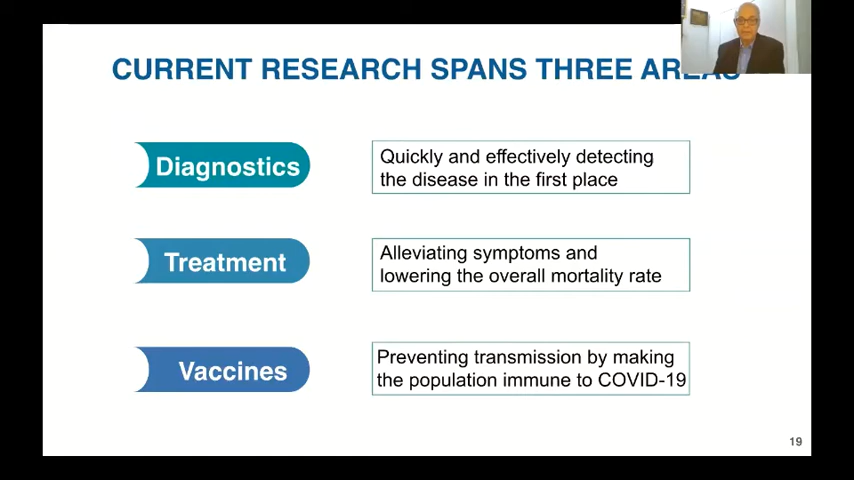 CURRENT RESEARCH SPANS THREE AREAS
Diagnostics
Quickly and effectively detecting
the disease in the first place
Treatment
Alleviating symptoms and
lowering the overall mortality rate
Vaccines
Preventing transmission by making
the population immune to COVID-19
19